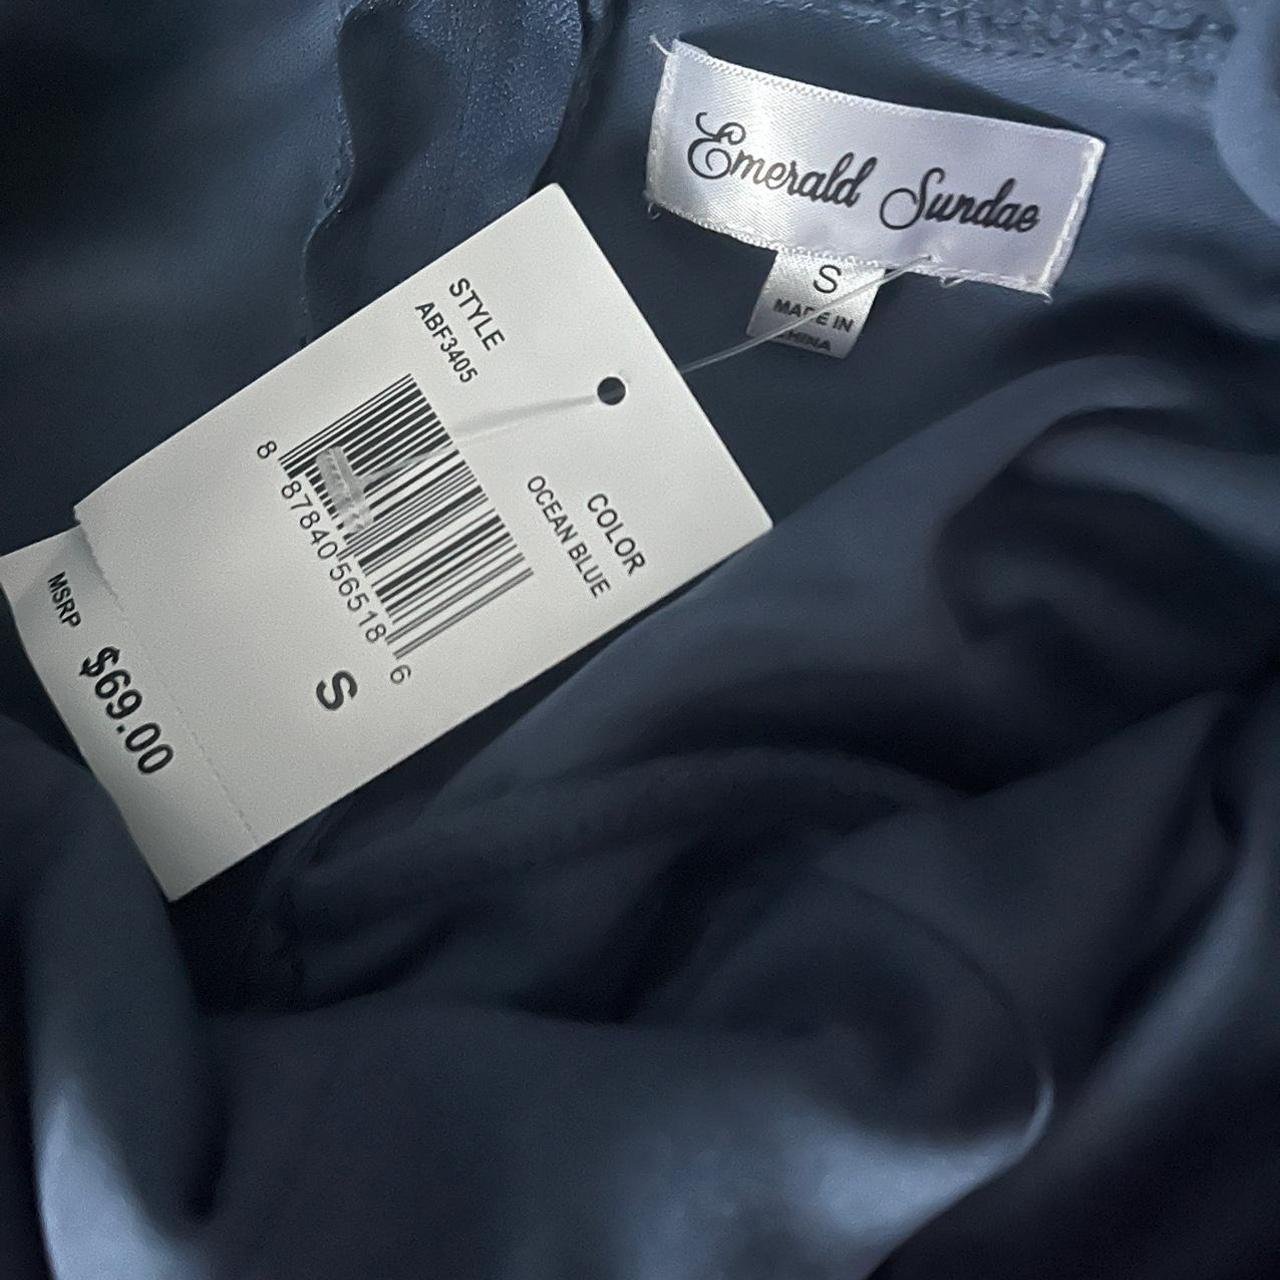 Emerald Sundae
S
MADE IN
CHINA
STYLE
ABF3405
8 87840 56518 6
COLOR
OCEAN BLUE
S
MSRP $69.00